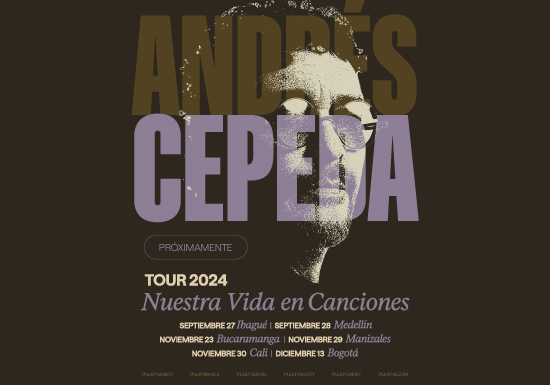 ANDRÉS
CEPEDA
PRÓXIMAMENTE
TOUR 2024
Nuestra Vida en Canciones
SEPTIEMBRE 27 Ibagué | SEPTIEMBRE 28 Medellín
NOVIEMBRE 23 Bucaramanga | NOVIEMBRE 29 Manizales
NOVIEMBRE 30 Cali | DICIEMBRE 13 Bogotá